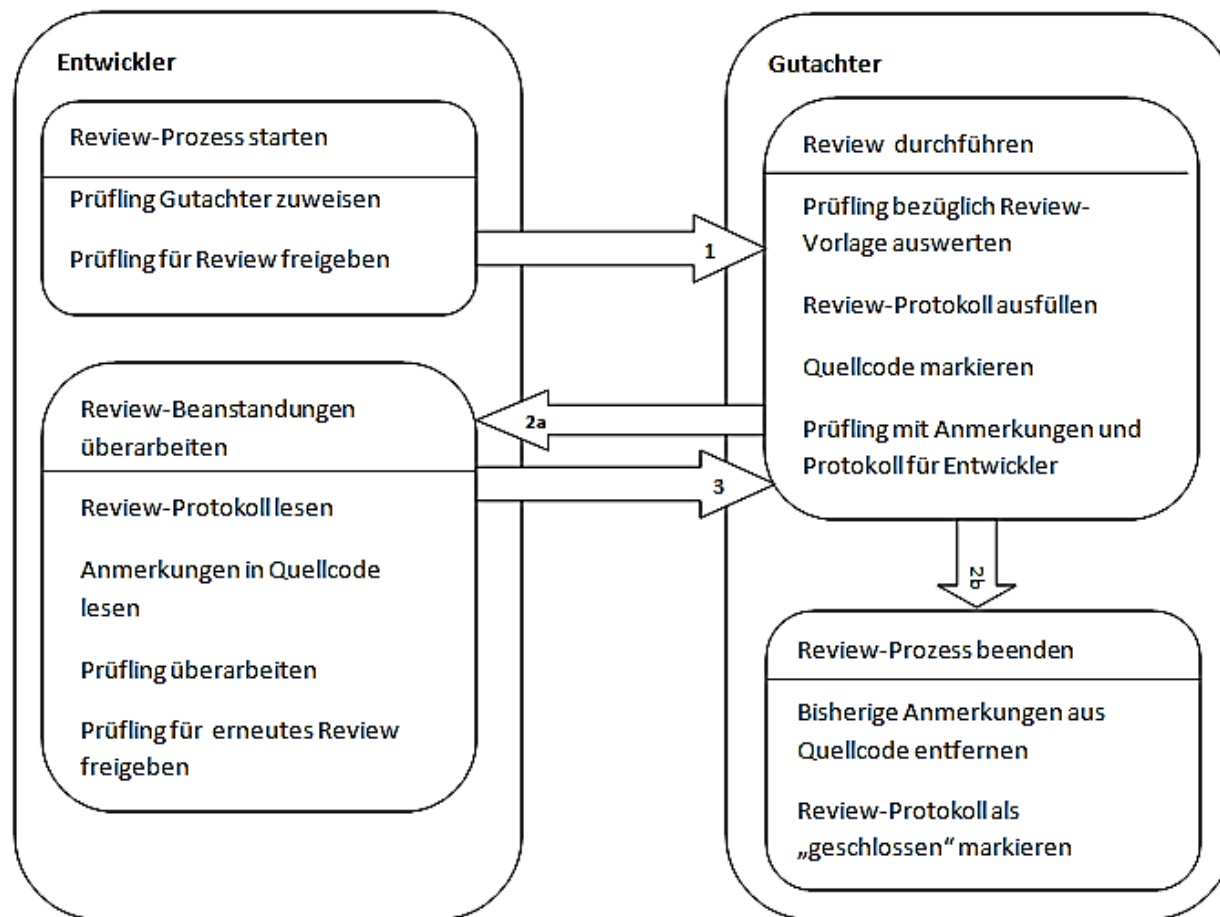 Entwickler
Review-Prozess starten
Prüfling Gutachter zuweisen
Prüfling für Review freigeben
1
Gutachter
Review durchführen
Prüfling bezüglich Review-
Vorlage auswerten
Review-Protokoll ausfüllen
Quellcode markieren
Prüfling mit Anmerkungen und
Protokoll für Entwickler
2a
3
Review-Beanstandungen
überarbeiten
Review-Protokoll lesen
Anmerkungen in Quellcode
lesen
Prüfling überarbeiten
Prüfling für erneutes Review
freigeben
2b
Review-Prozess beenden
Bisherige Anmerkungen aus
Quellcode entfernen
Review-Protokoll als
„geschlossen“ markieren